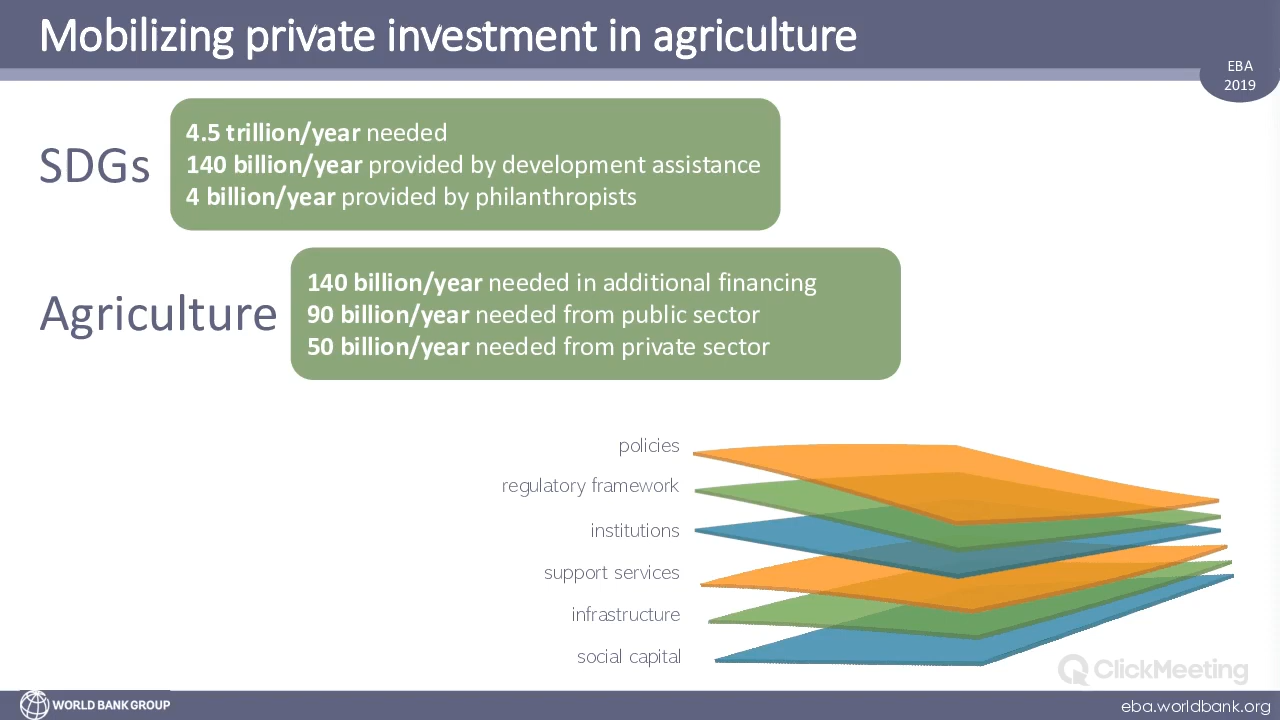 Mobilizing private investment in agriculture
EBA
2019
SDGs
4.5 trillion/year needed
140 billion/year provided by development assistance
4 billion/year provided by philanthropists
Agriculture
140 billion/year needed in additional financing
90 billion/year needed from public sector
50 billion/year needed from private sector
policies
regulatory framework
institutions
support services
infrastructure
social capital
ClickMeeting
WORLD BANK GROUP
eba.worldbank.org